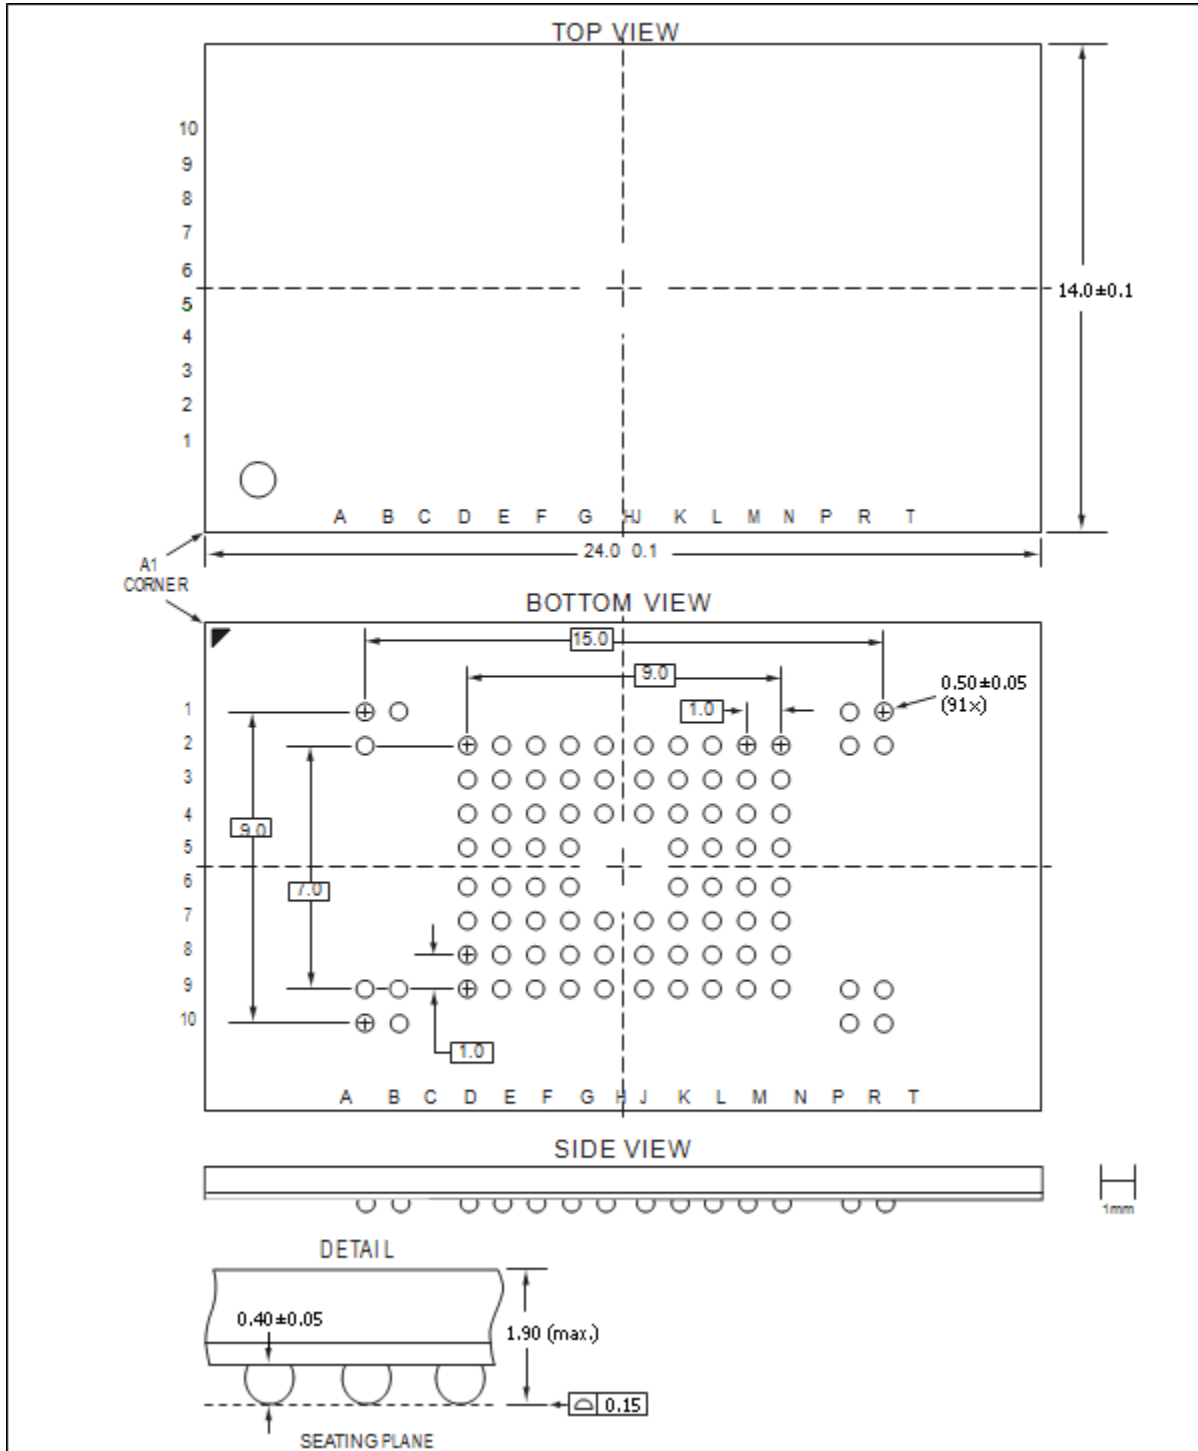 TOP VIEW
10
9
8
7
6
5
4
3
2
1
14.0±0.1
A B C D E F G HJ K L M N P R T
24.0 0.1
A1
CORNER
BOTTOM VIEW
15.0
9.0
0.50±0.05
(91x)
1.0
1
2
3
4
5
6
7
8
9
10
9.0
7.0
1.0
A B C D E F G H J K L M N P R T
SIDE VIEW
1mm
DETAIL
0.40±0.05
1.90 (max.)
0.15
SEATING PLANE